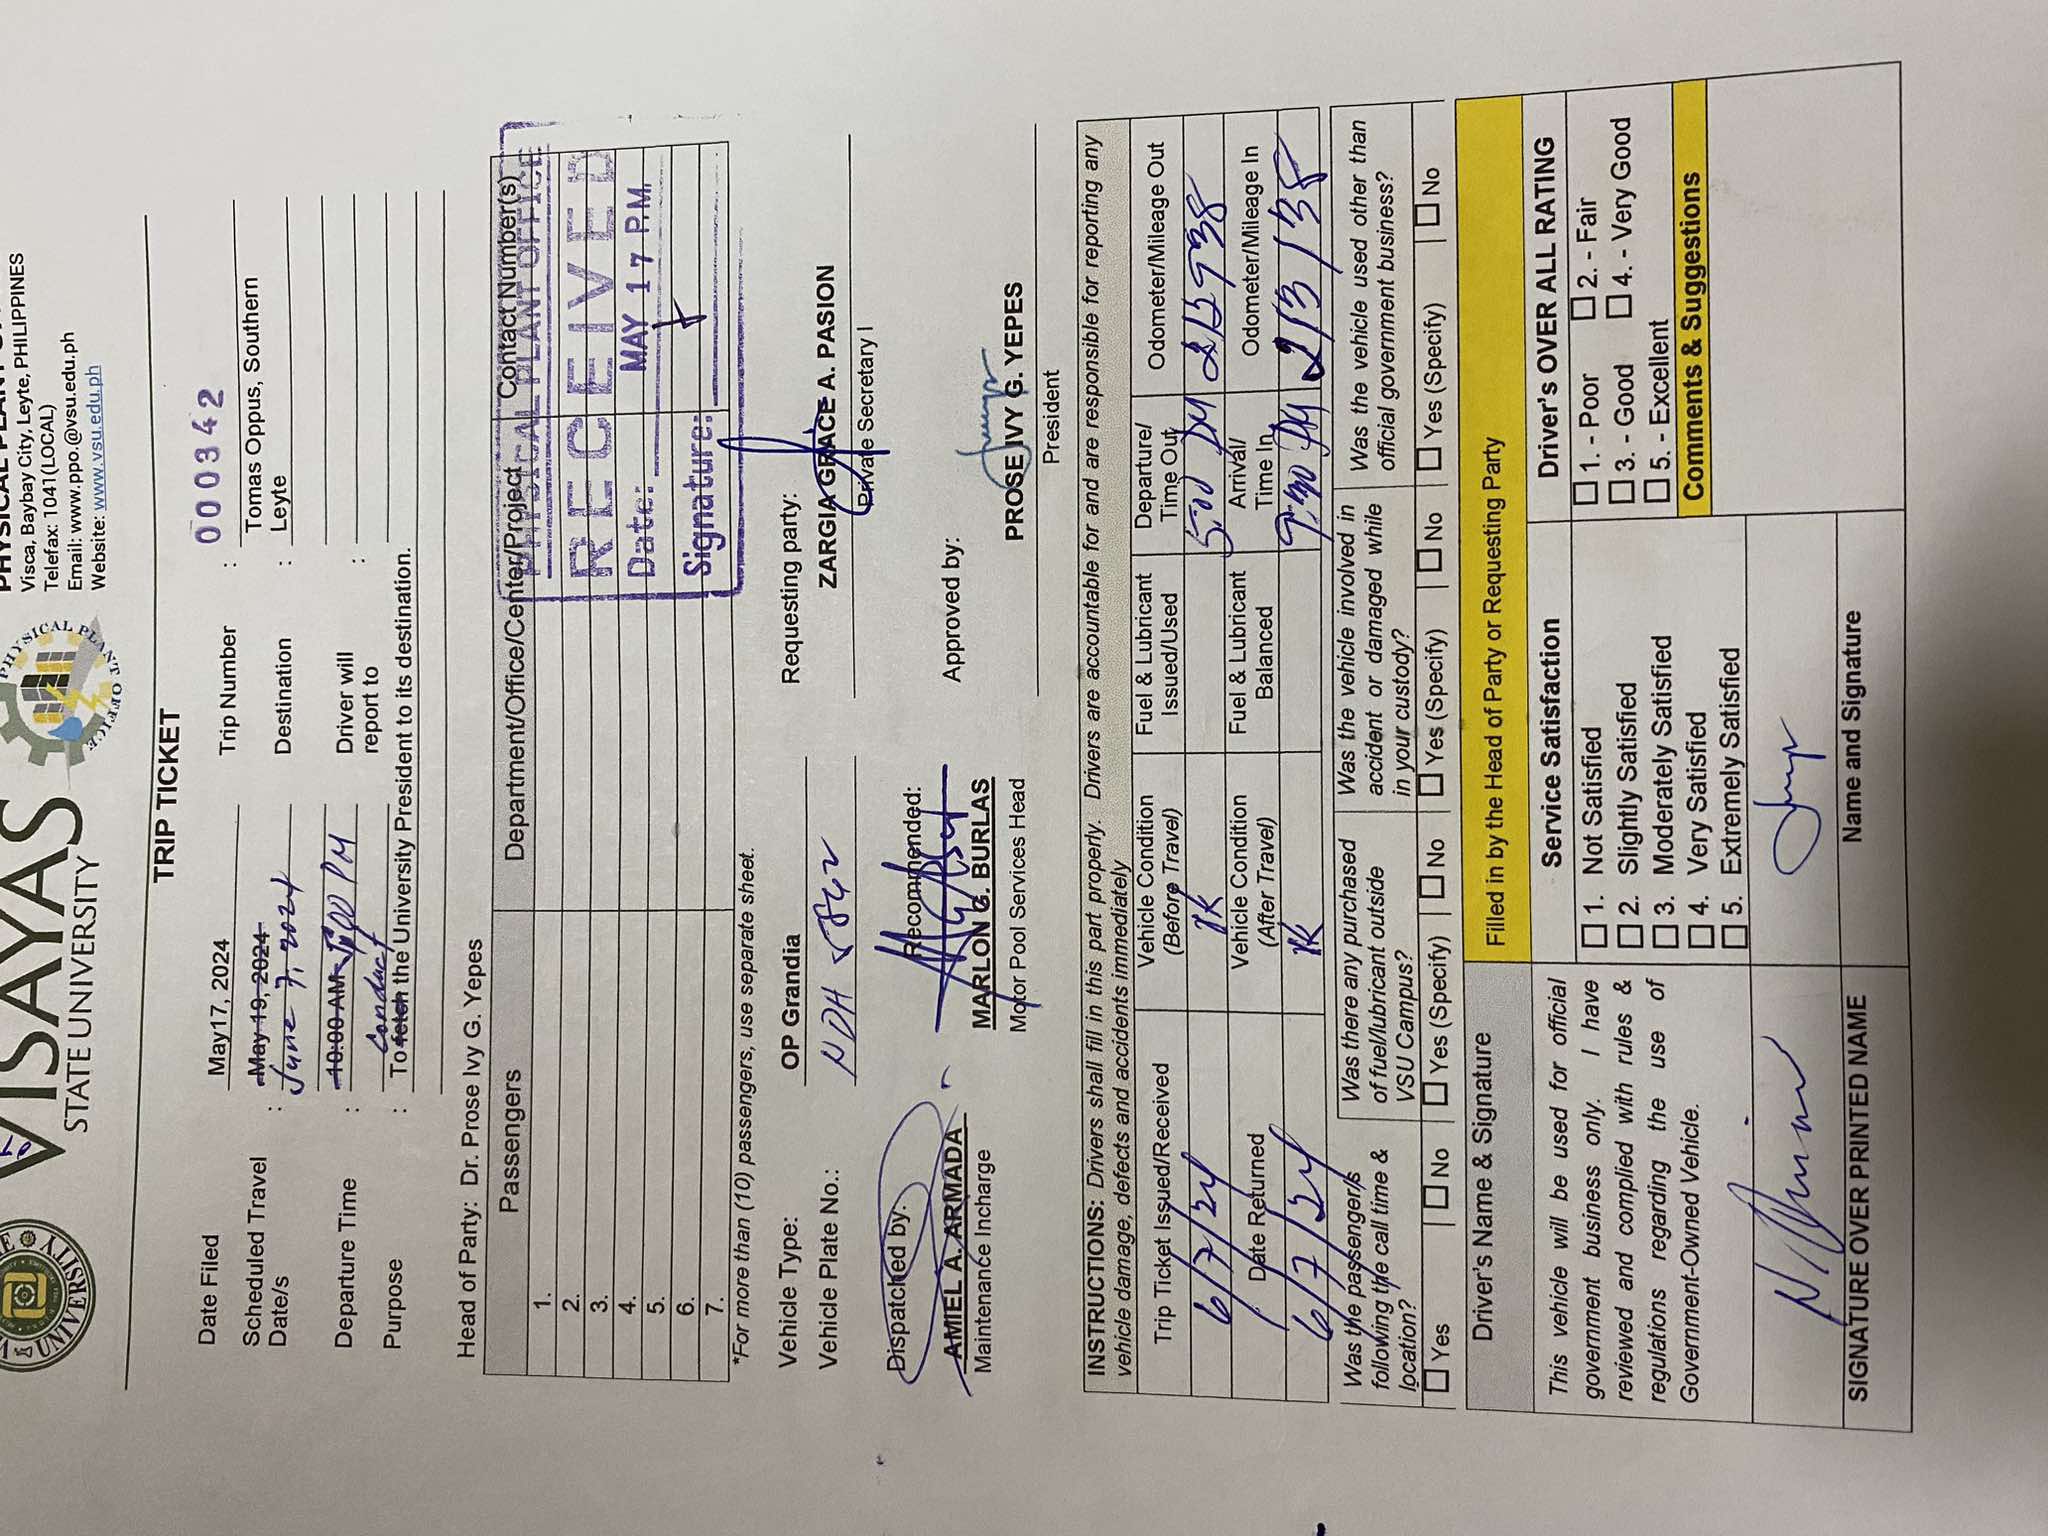 VISAYAS
STATE UNIVERSITY
PHYSICAL PLANT OFFICE
Visca, Baybay City, Leyte, PHILIPPINES
Telefax: 1041(LOCAL)
Email: www.ppo.@vsu.edu.ph
Website: www.vsu.edu.ph
TRIP TICKET
Date Filed May17, 2024 Trip Number : 000342
Scheduled Travel Date/s : May 19, 2024 June 7, 2024 Destination : Tomas Oppus, Southern Leyte
Departure Time : 10:00 AM 5:00 PM Driver will report to :
Purpose : To fetch conduct the University President to its destination.
Head of Party: Dr. Prose Ivy G. Yepes
Passengers Department/Office/Center/Project Contact Number(s)
1.
2.
3.
4.
5.
6.
7.
PHYSICAL PLANT OFFICE
RECEIVED
Date: MAY 17 P.M.
Signature:
*For more than (10) passengers, use separate sheet.
Vehicle Type: OP Grandia Requesting party:
Vehicle Plate No.: ZARGIA GRACE A. PASION
Private Secretary I
Dispatched by: Recommended: Approved by:
AMIEL A. ARMADA MARLON G. BURLAS PROSE IVY G. YEPES
Maintenance Incharge Motor Pool Services Head President
INSTRUCTIONS: Drivers shall fill in this part properly. Drivers are accountable for and are responsible for reporting any
vehicle damage, defects and accidents immediately
Trip Ticket Issued/Received Vehicle Condition (Before Travel) Fuel & Lubricant Issued/Used Departure/ Time Out Odometer/Mileage Out
6/7/24 5:00 PM
Date Returned Vehicle Condition (After Travel) Fuel & Lubricant Balanced Arrival/ Time In Odometer/Mileage In
6/7/24 9:30 PM 213138
Was the passenger/s following the call time & location?
Yes No
Was there any purchased of fuel/lubricant outside VSU Campus?
Yes (Specify) No
Was the vehicle involved in accident or damaged while in your custody?
Yes (Specify) No
Was the vehicle used other than official government business?
Yes (Specify) No
Driver's Name & Signature Filled in by the Head of Party or Requesting Party
This vehicle will be used for official
government business only. I have
reviewed and complied with rules &
regulations regarding the use of
Government-Owned Vehicle.
Service Satisfaction
1. Not Satisfied
2. Slightly Satisfied
3. Moderately Satisfied
4. Very Satisfied
5. Extremely Satisfied
Driver's OVER ALL RATING
1. - Poor 2. - Fair
3. - Good 4. - Very Good
5. - Excellent
Comments & Suggestions
SIGNATURE OVER PRINTED NAME Name and Signature